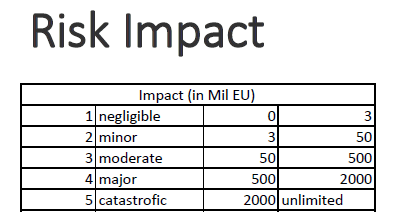 Risk Impact
Impact (in Mil EU)
1 negligible 0 3
2 minor 3 50
3 moderate 50 500
4 major 500 2000
5 catastrofic 2000 unlimited